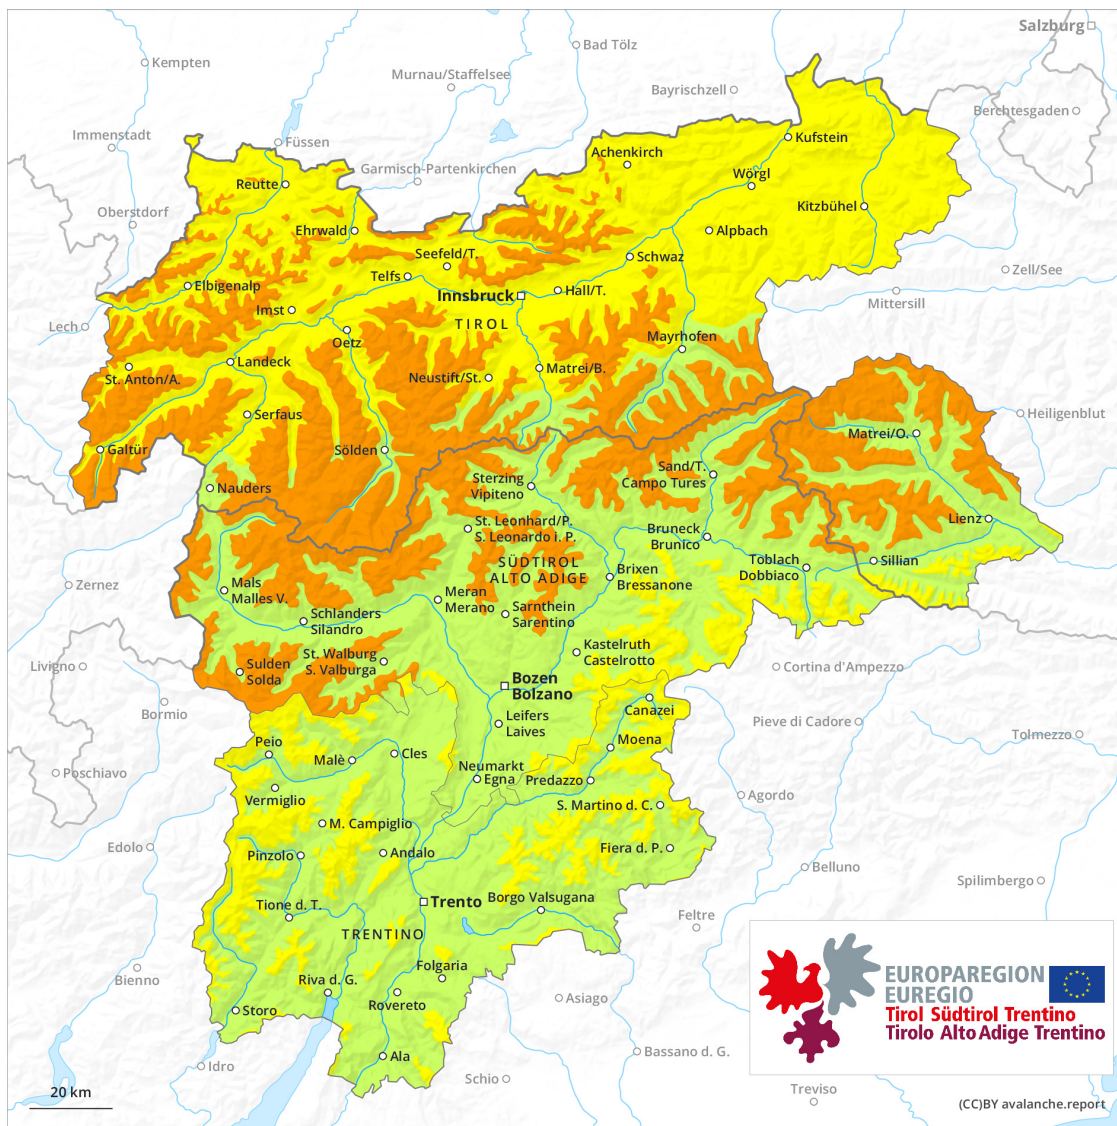 Salzburg
Kempten
Bad Tölz
Murnau/Staffelsee
Bayrischzell
Berchtesgaden
Immenstadt
Füssen
Kufstein
Achenkirch
Garmisch-Partenkirchen
Wörgl
Reutte
Oberstdorf
Kitzbühel
Ehrwald
Alpbach
Seefeld/T.
Schwaz
Telfs
Zell/See
Elbigenalp
Innsbruck
Hall/T.
Mittersill
Imst
TIROL
Lech
Oetz
Mayrhofen
Landeck
Matrei/B.
St. Anton/A.
Neustift/St.
Serfaus
Heiligenblut
Matrei/O.
Galtür
Sölden
Sand/T.
Campo Tures
Sterzing
Vipiteno
Nauders
St. Leonhard/P.
S. Leonardo i. P.
Lienz
Bruneck
Brunico
SÜDTIROL
ALTO ADIGE
Toblach
Dobbiaco
Sillian
Brixen
Bressanone
Zernez
Mals
Malles V.
Meran
Merano
Sarnthein
Sarentino
Schlanders
Silandro
Kastelruth
Castelrotto
St. Walburg
S. Valburga
Livigno
Sulden
Solda
Cortina d'Ampezzo
Bozen
Bolzano
Canazei
Bormio
Leifers
Laives
Pieve di Cadore
Tolmezzo
Peio
Moena
Cles
Malè
Poschiavo
Neumarkt
Egna
Predazzo
Vermiglio
Agordo
S. Martino d. C.
M. Campiglio
Edolo
Pinzolo
Andalo
Fiera d. P.
Belluno
Spilimbergo
Trento
Borgo Valsugana
Tione d. T.
Feltre
TRENTINO
Bienno
Folgaria
Riva d. G.
Rovereto
Asiago
Storo
EUROPAREGION
EUREGIO
Tirol Südtirol Trentino
Tirolo Alto Adige Trentino
Ala
Bassano d. G.
Idro
Schio
Treviso
20 km
(CC)BY avalanche.report